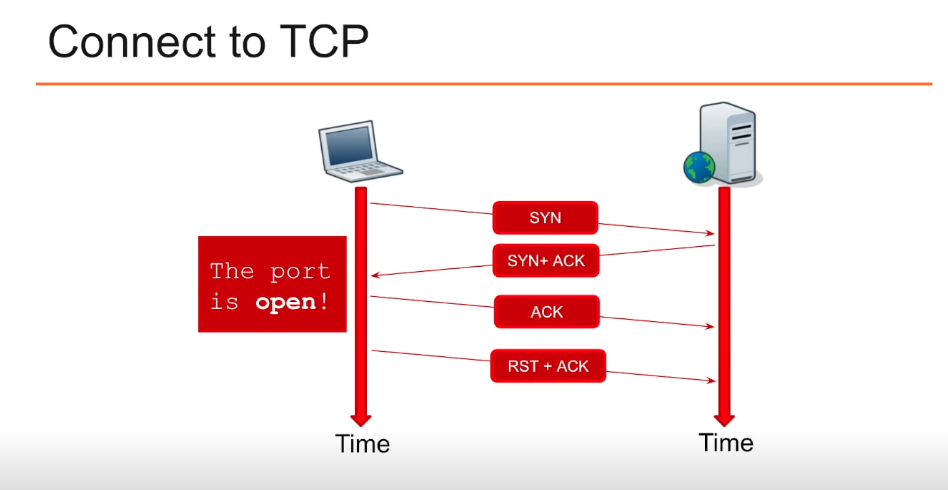 Connect to TCP
SYN
SYN+ ACK
The port
is open!
ACK
RST + ACK
Time
Time